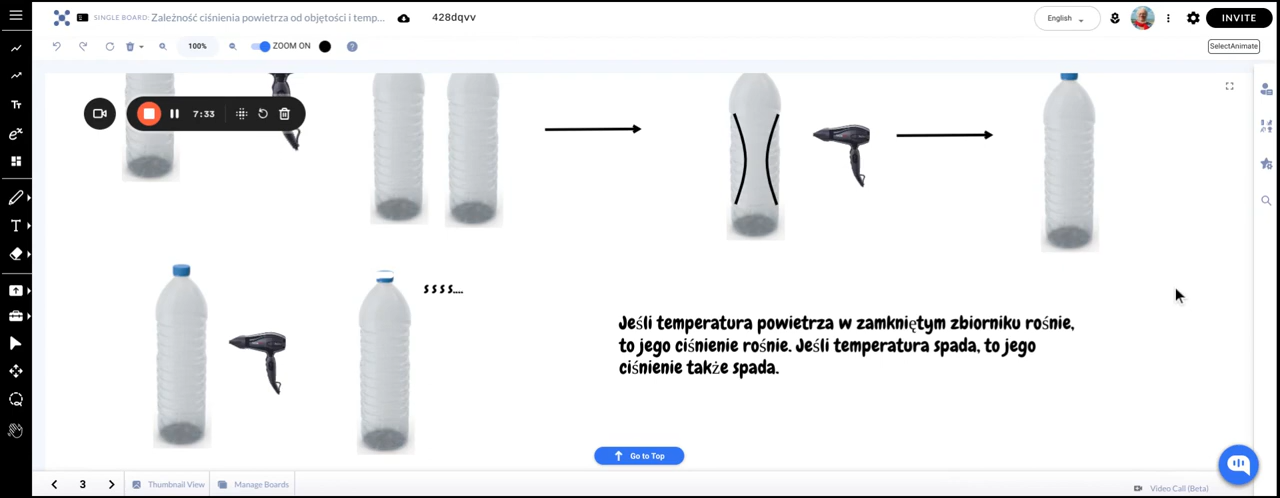 SINGLE BOARD: Zależność ciśnienia powietrza od objętości i temp...
428dqvv
English
INVITE
100%
ZOOM ON
SelectAnimate
7:33
s s s s....
Jeśli temperatura powietrza w zamkniętym zbiorniku rośnie,
to jego ciśnienie rośnie. Jeśli temperatura spada, to jego
ciśnienie także spada.
Go to Top
3
Thumbnail View
Manage Boards
Video Call (Beta)